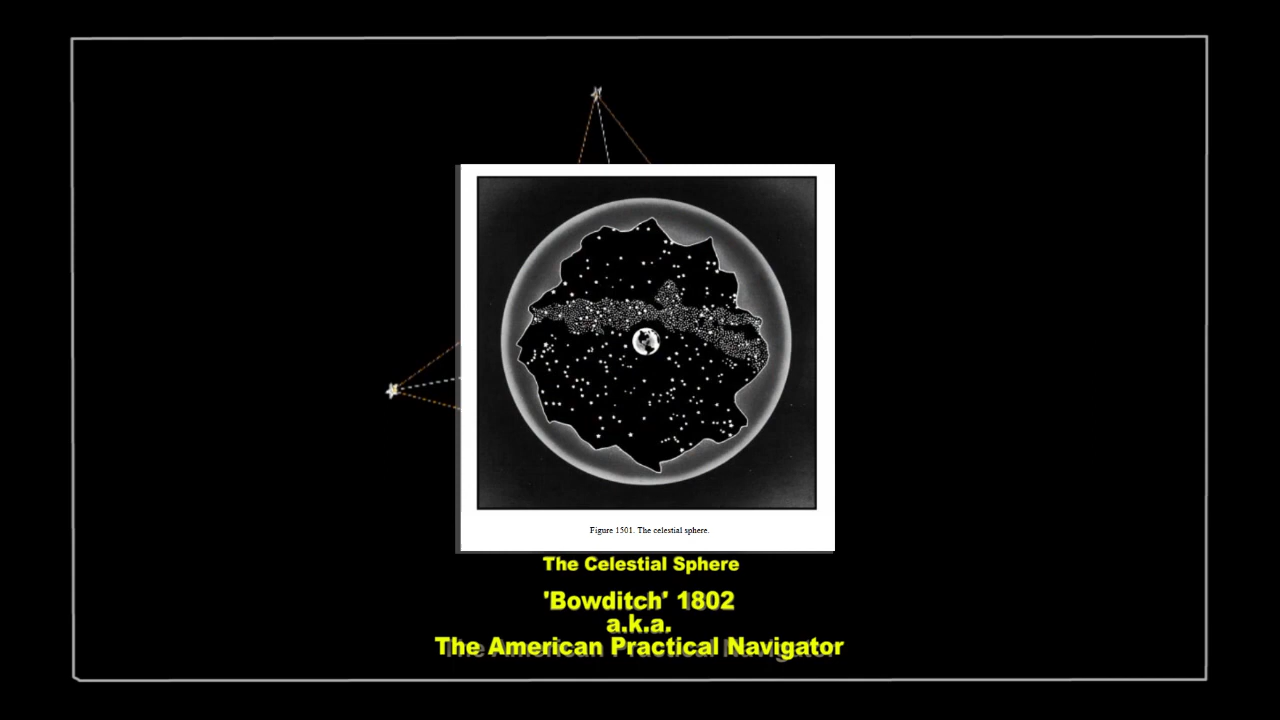 Figure 1501. The celestial sphere.
The Celestial Sphere
'Bowditch' 1802
a.k.a.
The American Practical Navigator